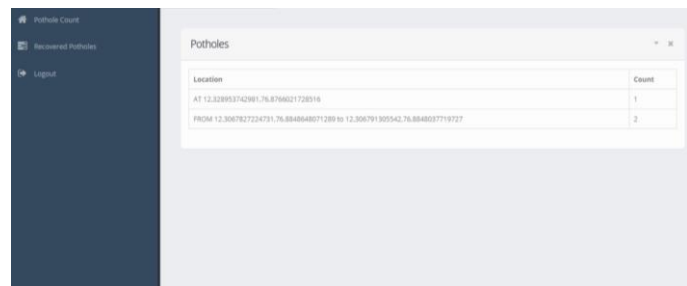 Pothole Count
Recovered Potholes
Logout
Potholes
Location Count
AT 12.328953742981,76.8766021728516 1
FROM 12.3067827224731,76.8848648071289 to 12.306791305542,76.8848037719727 2